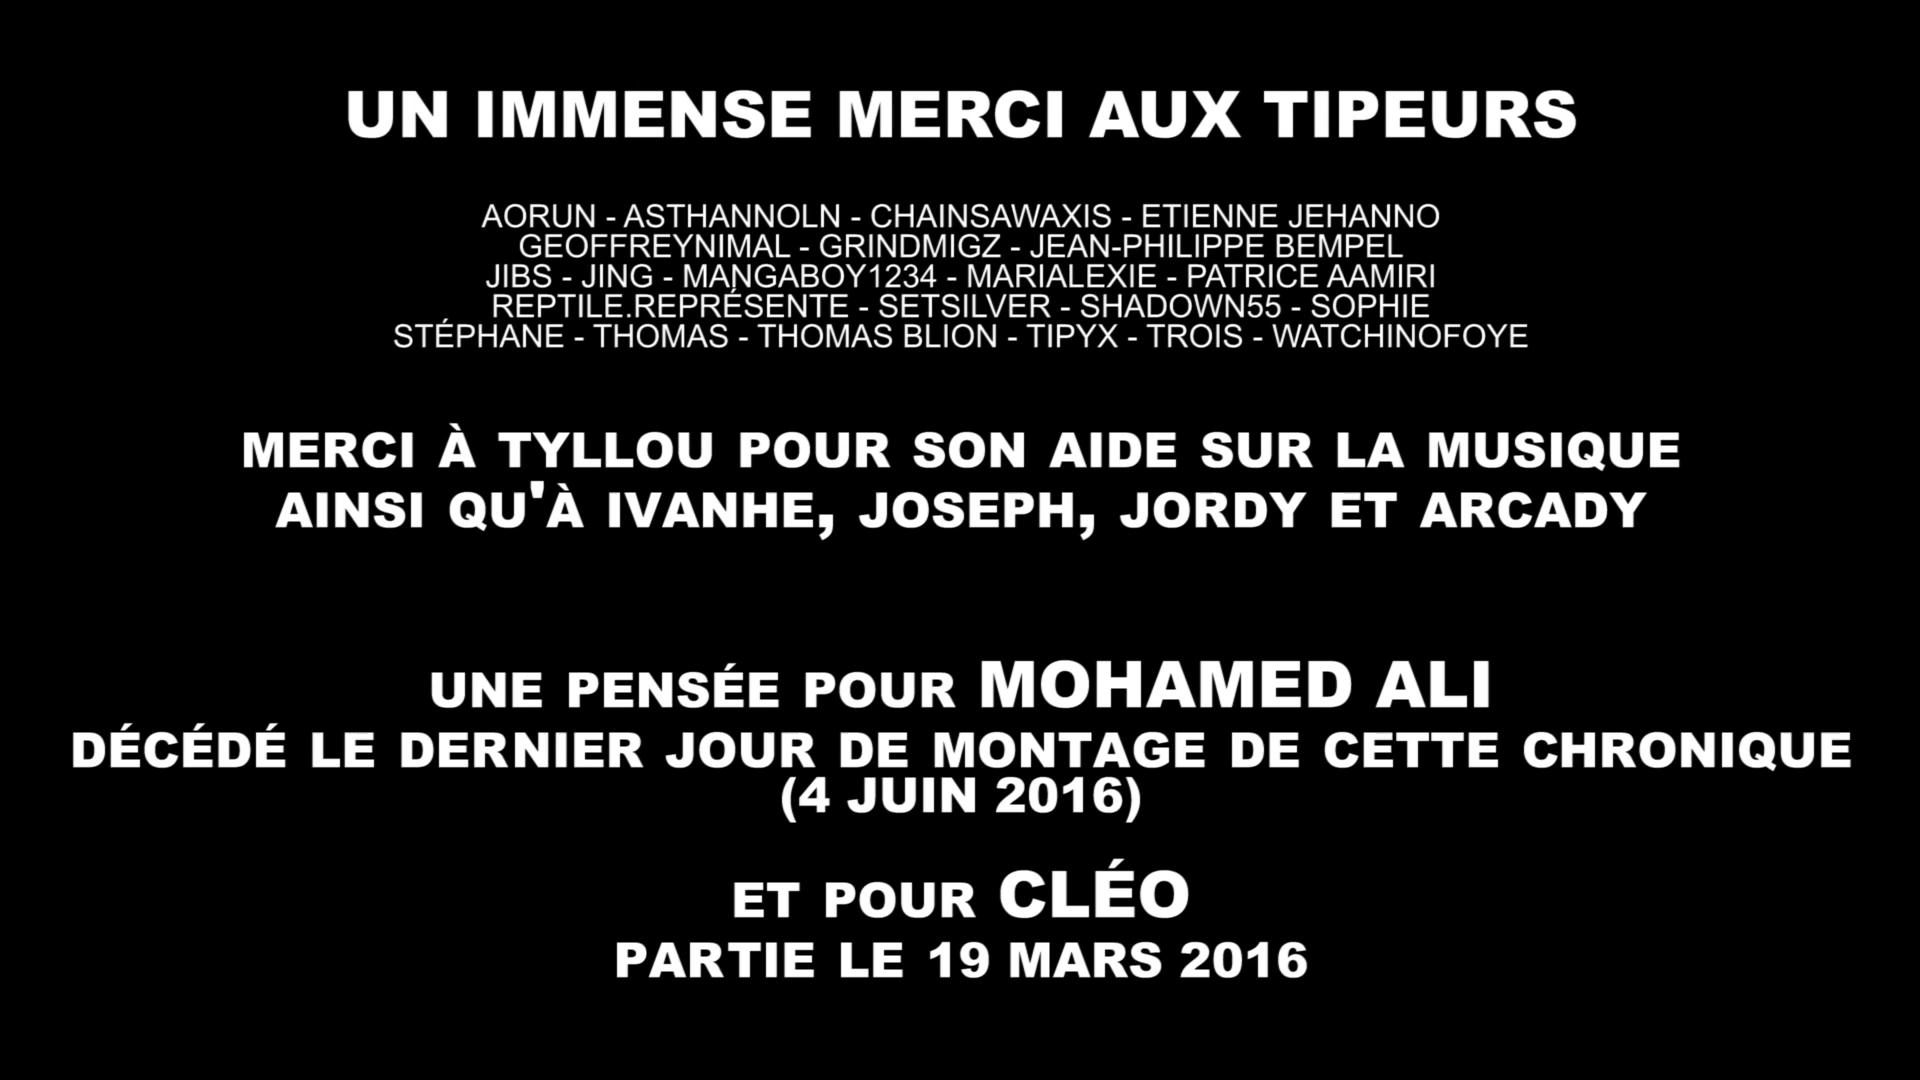 UN IMMENSE MERCI AUX TIPEURS
AORUN - ASTHANNOLN - CHAINSAWAXIS - ETIENNE JEHANNO
GEOFFREYNIMAL - GRINDMIGZ - JEAN-PHILIPPE BEMPEL
JIBS - JING - MANGABOY1234 - MARIALEXIE - PATRICE AAMIRI
REPTILE.REPRÉSENTE - SETSILVER - SHADOWN55 - SOPHIE
STÉPHANE - THOMAS - THOMAS BLION - TIPYX - TROIS - WATCHINOFOYE
MERCI À TYLLOU POUR SON AIDE SUR LA MUSIQUE
AINSI QU'À IVANHE, JOSEPH, JORDY ET ARCADY
UNE PENSÉE POUR MOHAMED ALI
DÉCÉDÉ LE DERNIER JOUR DE MONTAGE DE CETTE CHRONIQUE
(4 JUIN 2016)
ET POUR CLÉO
PARTIE LE 19 MARS 2016